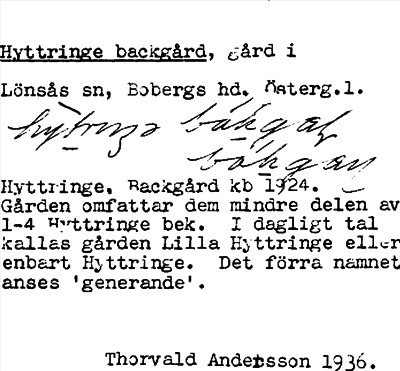 Hyttringe backgård, gård i
Lönsås sn, Bobergs hd. Österg.l.
Hyttringe. Backgård kb 1924.
Gården omfattar dem mindre delen av
1-4 Hyttringe bek. I dagligt tal
kallas gården Lilla Hyttringe eller
enbart Hyttringe. Det förra namnet
anses 'generande'.
Thorvald Andersson 1936.